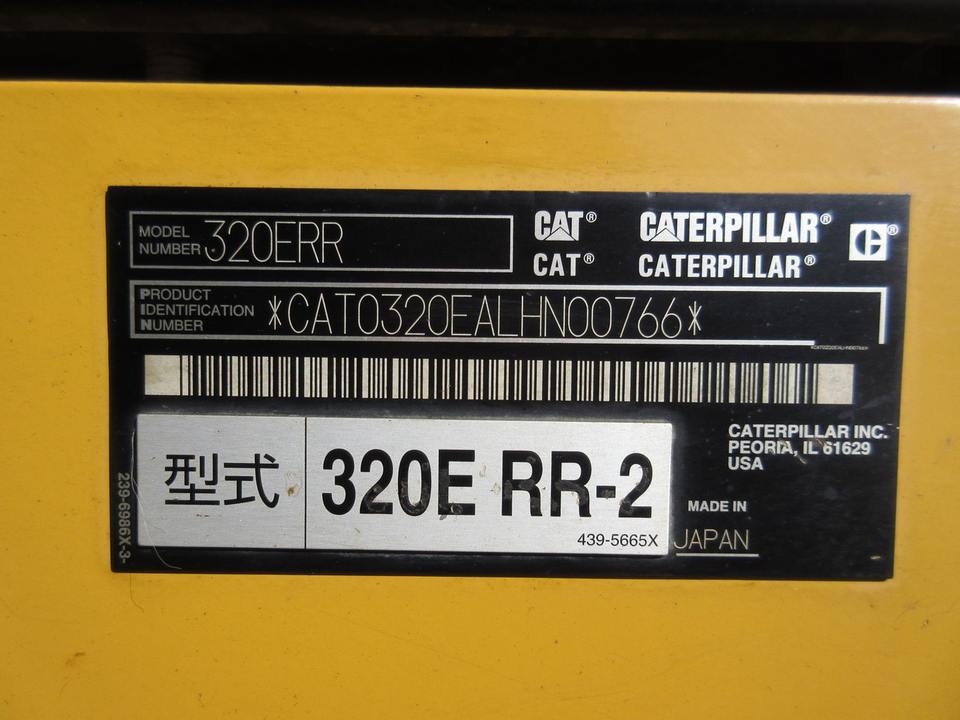 MODEL NUMBER 320ERR
CAT® CATERPILLAR®
CAT® CATERPILLAR®
PRODUCT IDENTIFICATION NUMBER *CAT0320EALHN00766*
型式 320E RR-2
439-5665X
CATERPILLAR INC.
PEORIA, IL 61629
USA
MADE IN
JAPAN
239-6986X-3-